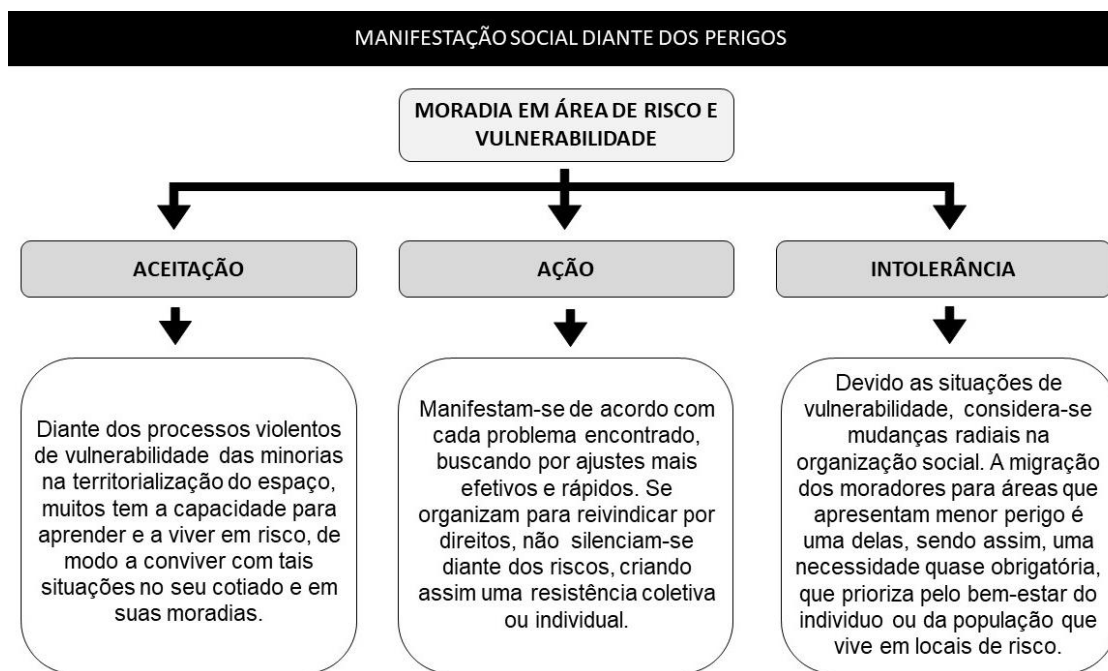 MANIFESTAÇÃO SOCIAL DIANTE DOS PERIGOS
MORADIA EM ÁREA DE RISCO E
VULNERABILIDADE
ACEITAÇÃO
Diante dos processos violentos
de vulnerabilidade das minorias
na territorialização do espaço,
muitos tem a capacidade para
aprender e a viver em risco, de
modo a conviver com tais
situações no seu cotiado e em
suas moradias.
AÇÃO
Manifestam-se de acordo com
cada problema encontrado,
buscando por ajustes mais
efetivos e rápidos. Se
organizam para reivindicar por
direitos, não silenciam-se
diante dos riscos, criando
assim uma resistência coletiva
ou individual.
INTOLERÂNCIA
Devido as situações de
vulnerabilidade, considera-se
mudanças radiais na
organização social. A migração
dos moradores para áreas que
apresentam menor perigo é
uma delas, sendo assim, uma
necessidade quase obrigatória,
que prioriza pelo bem-estar do
individuo ou da população que
vive em locais de risco.